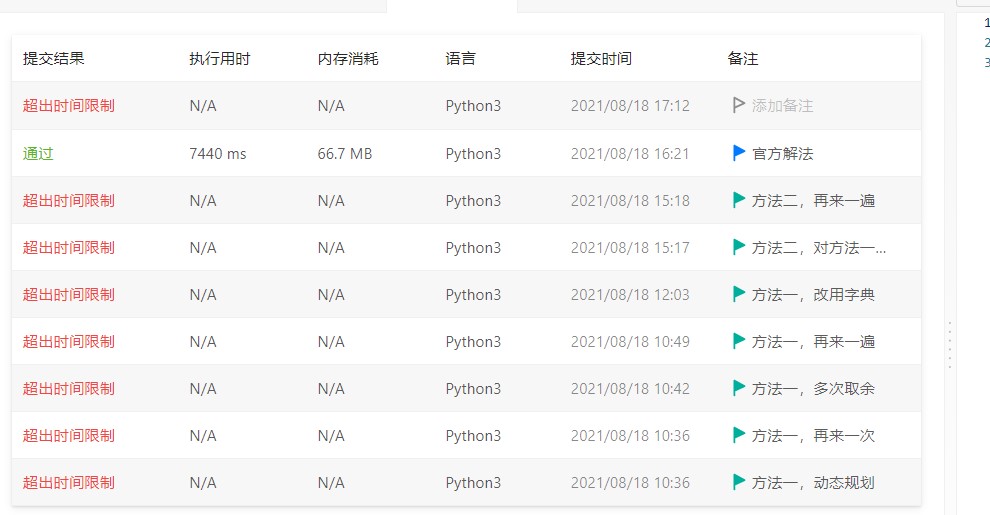 提交结果 执行用时 内存消耗 语言 提交时间 备注
超出时间限制 N/A N/A Python3 2021/08/18 17:12 添加备注
通过 7440 ms 66.7 MB Python3 2021/08/18 16:21 官方解法
超出时间限制 N/A N/A Python3 2021/08/18 15:18 方法二，再来一遍
超出时间限制 N/A N/A Python3 2021/08/18 15:17 方法二，对方法一...
超出时间限制 N/A N/A Python3 2021/08/18 12:03 方法一，改用字典
超出时间限制 N/A N/A Python3 2021/08/18 10:49 方法一，再来一遍
超出时间限制 N/A N/A Python3 2021/08/18 10:42 方法一，多次取余
超出时间限制 N/A N/A Python3 2021/08/18 10:36 方法一，再来一次
超出时间限制 N/A N/A Python3 2021/08/18 10:36 方法一，动态规划
1
2
3